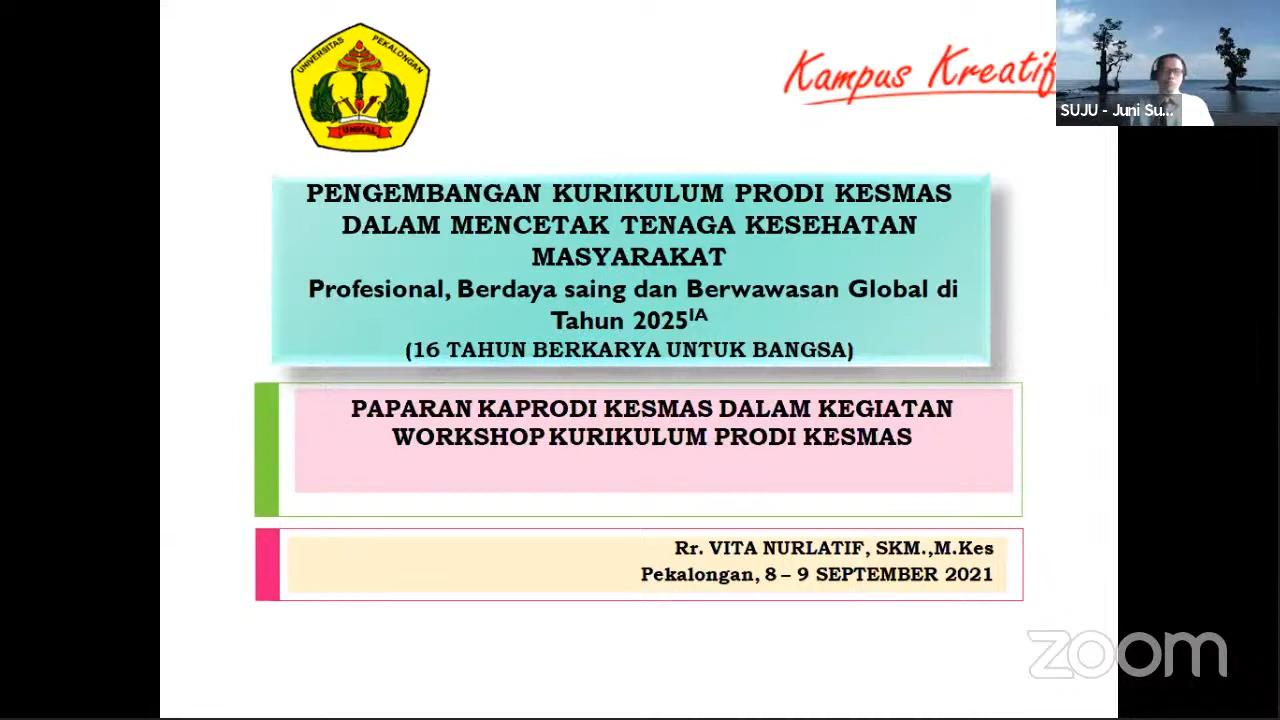 UNIVERSITAS PEKALONGAN
UNIKAL
Kampus Kreatif
SUJU - Juni Su...
PENGEMBANGAN KURIKULUM PRODI KESMAS
DALAM MENCETAK TENAGA KESEHATAN
MASYARAKAT
Profesional, Berdaya saing dan Berwawasan Global di
Tahun 2025IA
(16 TAHUN BERKARYA UNTUK BANGSA)
PAPARAN KAPRODI KESMAS DALAM KEGIATAN
WORKSHOP KURIKULUM PRODI KESMAS
Rr. VITA NURLATIF, SKM.,M.Kes
Pekalongan, 8 – 9 SEPTEMBER 2021
zoom